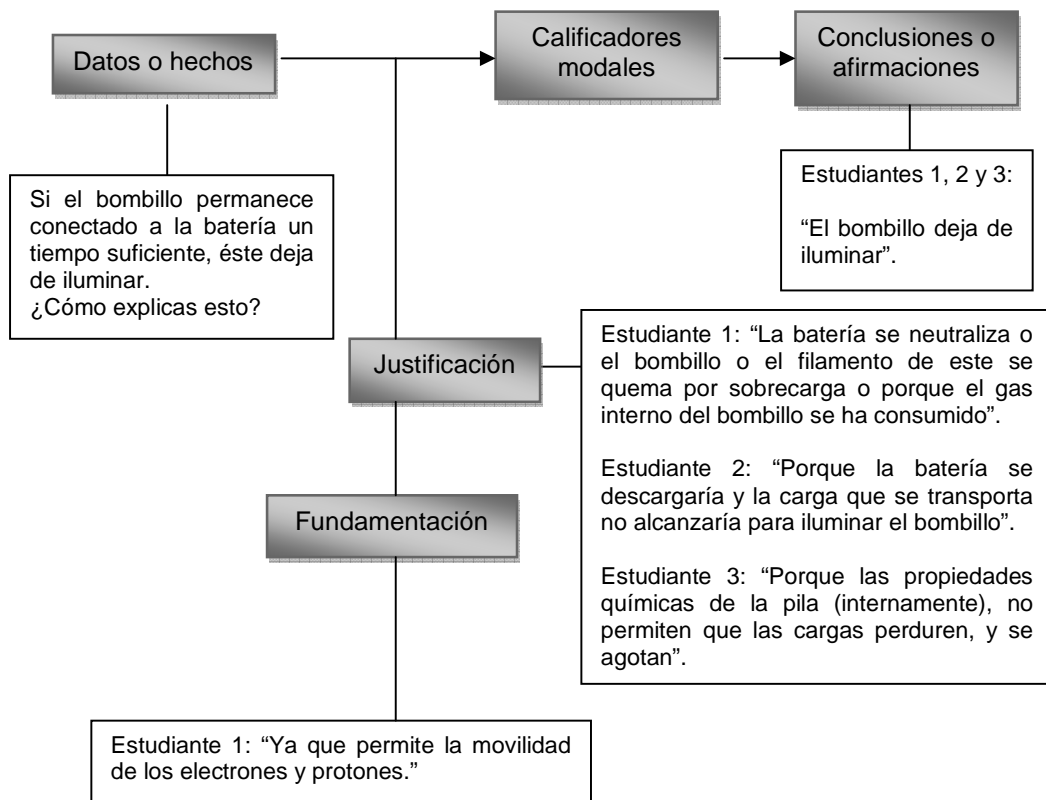 Datos o hechos
Calificadores
modales
Conclusiones o
afirmaciones
Si el bombillo permanece
conectado a la batería un
tiempo suficiente, éste deja
de iluminar.
¿Cómo explicas esto?
Estudiantes 1, 2 y 3:
“El bombillo deja de
iluminar”.
Justificación
Estudiante 1: “La batería se neutraliza o
el bombillo o el filamento de este se
quema por sobrecarga o porque el gas
interno del bombillo se ha consumido”.
Estudiante 2: “Porque la batería se
descargaría y la carga que se transporta
no alcanzaría para iluminar el bombillo”.
Estudiante 3: “Porque las propiedades
químicas de la pila (internamente), no
permiten que las cargas perduren, y se
agotan”.
Fundamentación
Estudiante 1: “Ya que permite la movilidad
de los electrones y protones.”